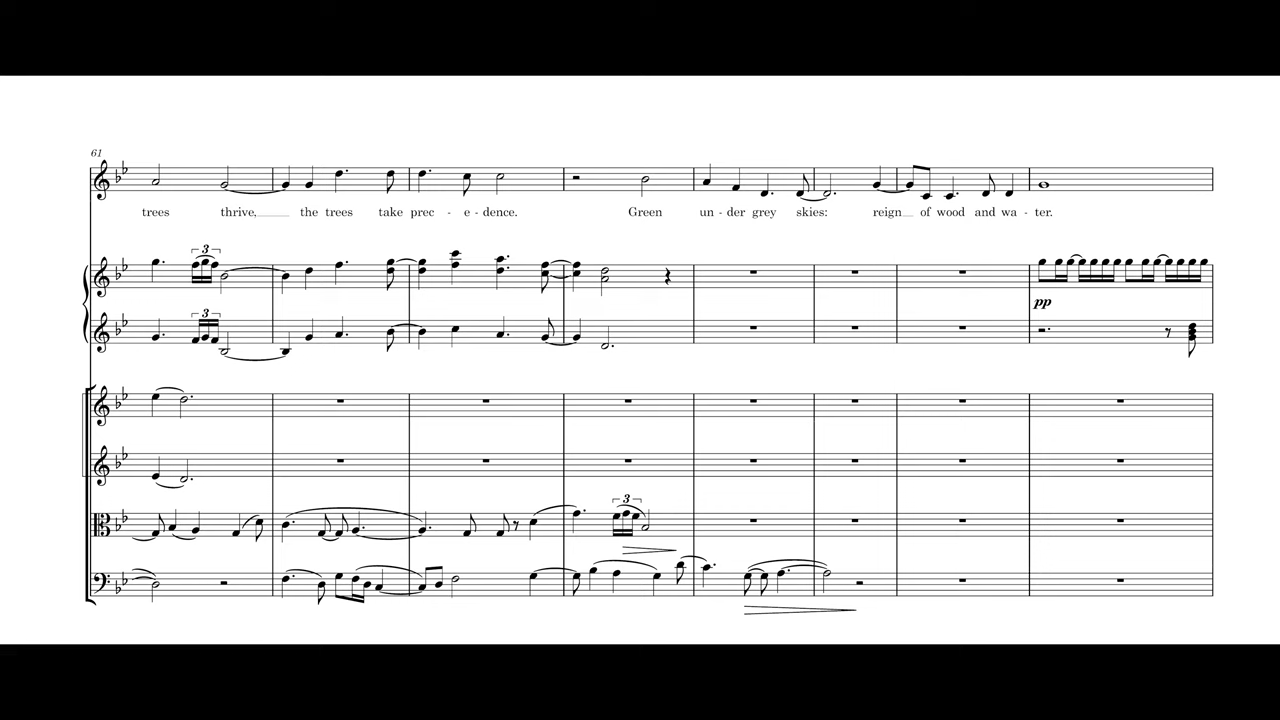 61
trees thrive, the trees take prec - e - dence. Green un - der grey skies: reign of wood and wa - ter.
3
pp
3
3